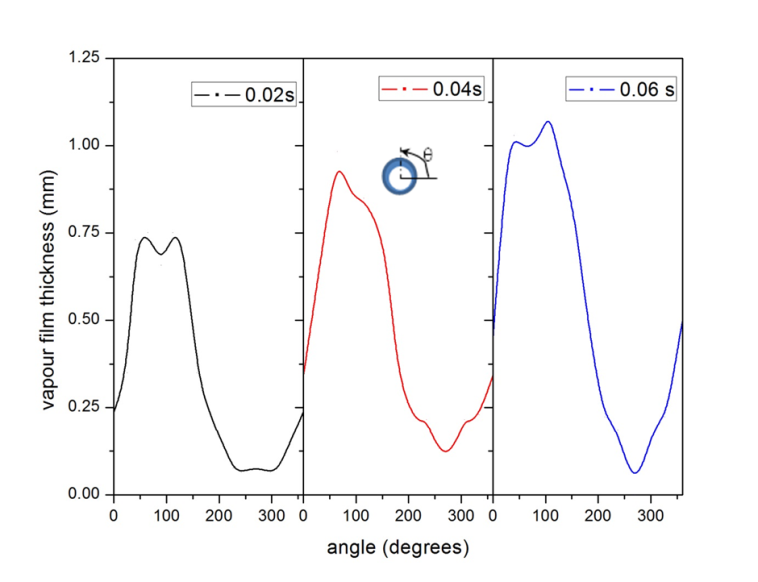 1.25
1.00
0.75
0.50
0.25
0.00
vapour film thickness (mm)
0.02s
0.04s
0.06 s
θ
0 100 200 300 0 100 200 300 0 100 200 300
angle (degrees)